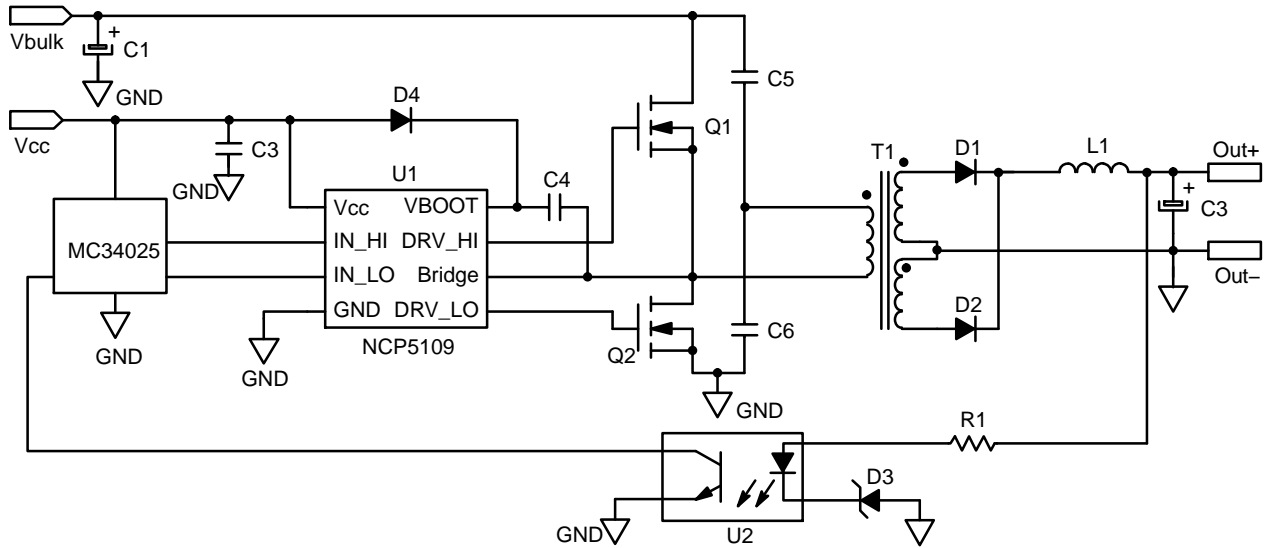 Vbulk
+
C1
GND
C5
Vcc
D4
C3
GND
Q1
U1
C4
Vcc VBOOT
IN_HI DRV_HI
IN_LO Bridge
GND DRV_LO
NCP5109
MC34025
GND
GND
Q2
C6
GND
T1
D1
L1
Out+
+
C3
Out–
D2
R1
D3
GND
U2